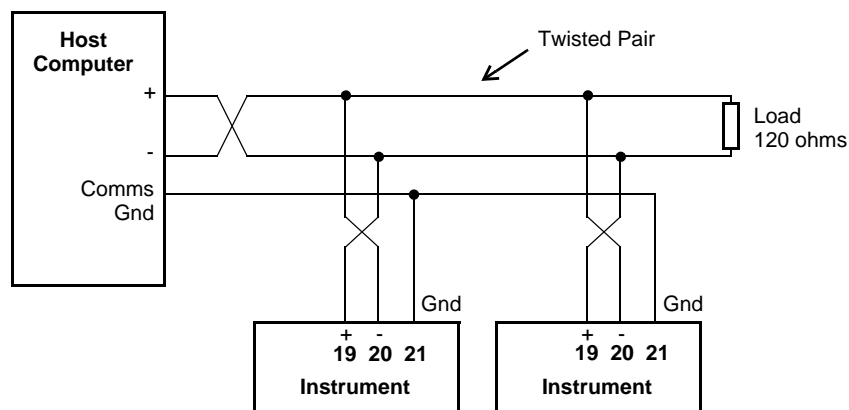 Host
Computer
Twisted Pair
+
-
Load
120 ohms
Comms
Gnd
Gnd
+ -
19 20 21
Instrument
Gnd
+ -
19 20 21
Instrument